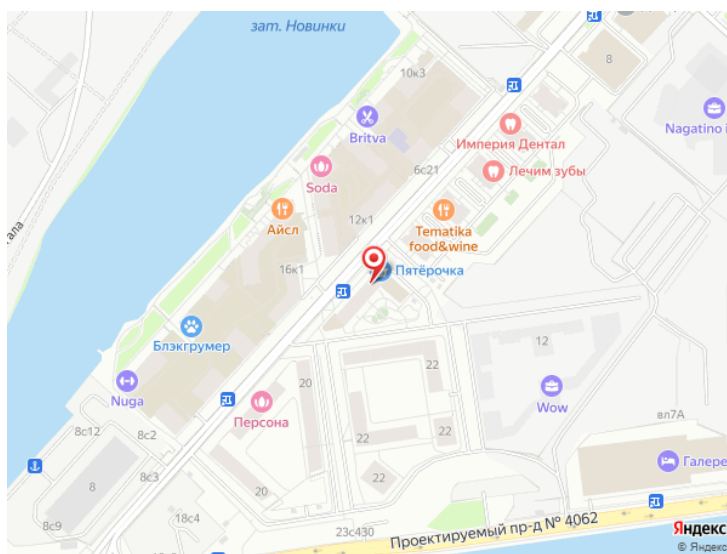 зат. Новинки
10к3
8
Britva
Империя Дентал
Nagatino i
Лечим зубы
Soda
6с21
12к1
Айсл
Tematika
food&wine
16к1
Пятёрочка
Блэкгрумер
12
Nuga
20
22
22
Wow
Персона
вл7А
8с12
8с2
22
22
Галере
8с3
8
20
18с4
8с9
23с430
Проектируемый пр-д № 4062
Яндекс
© Яндекс